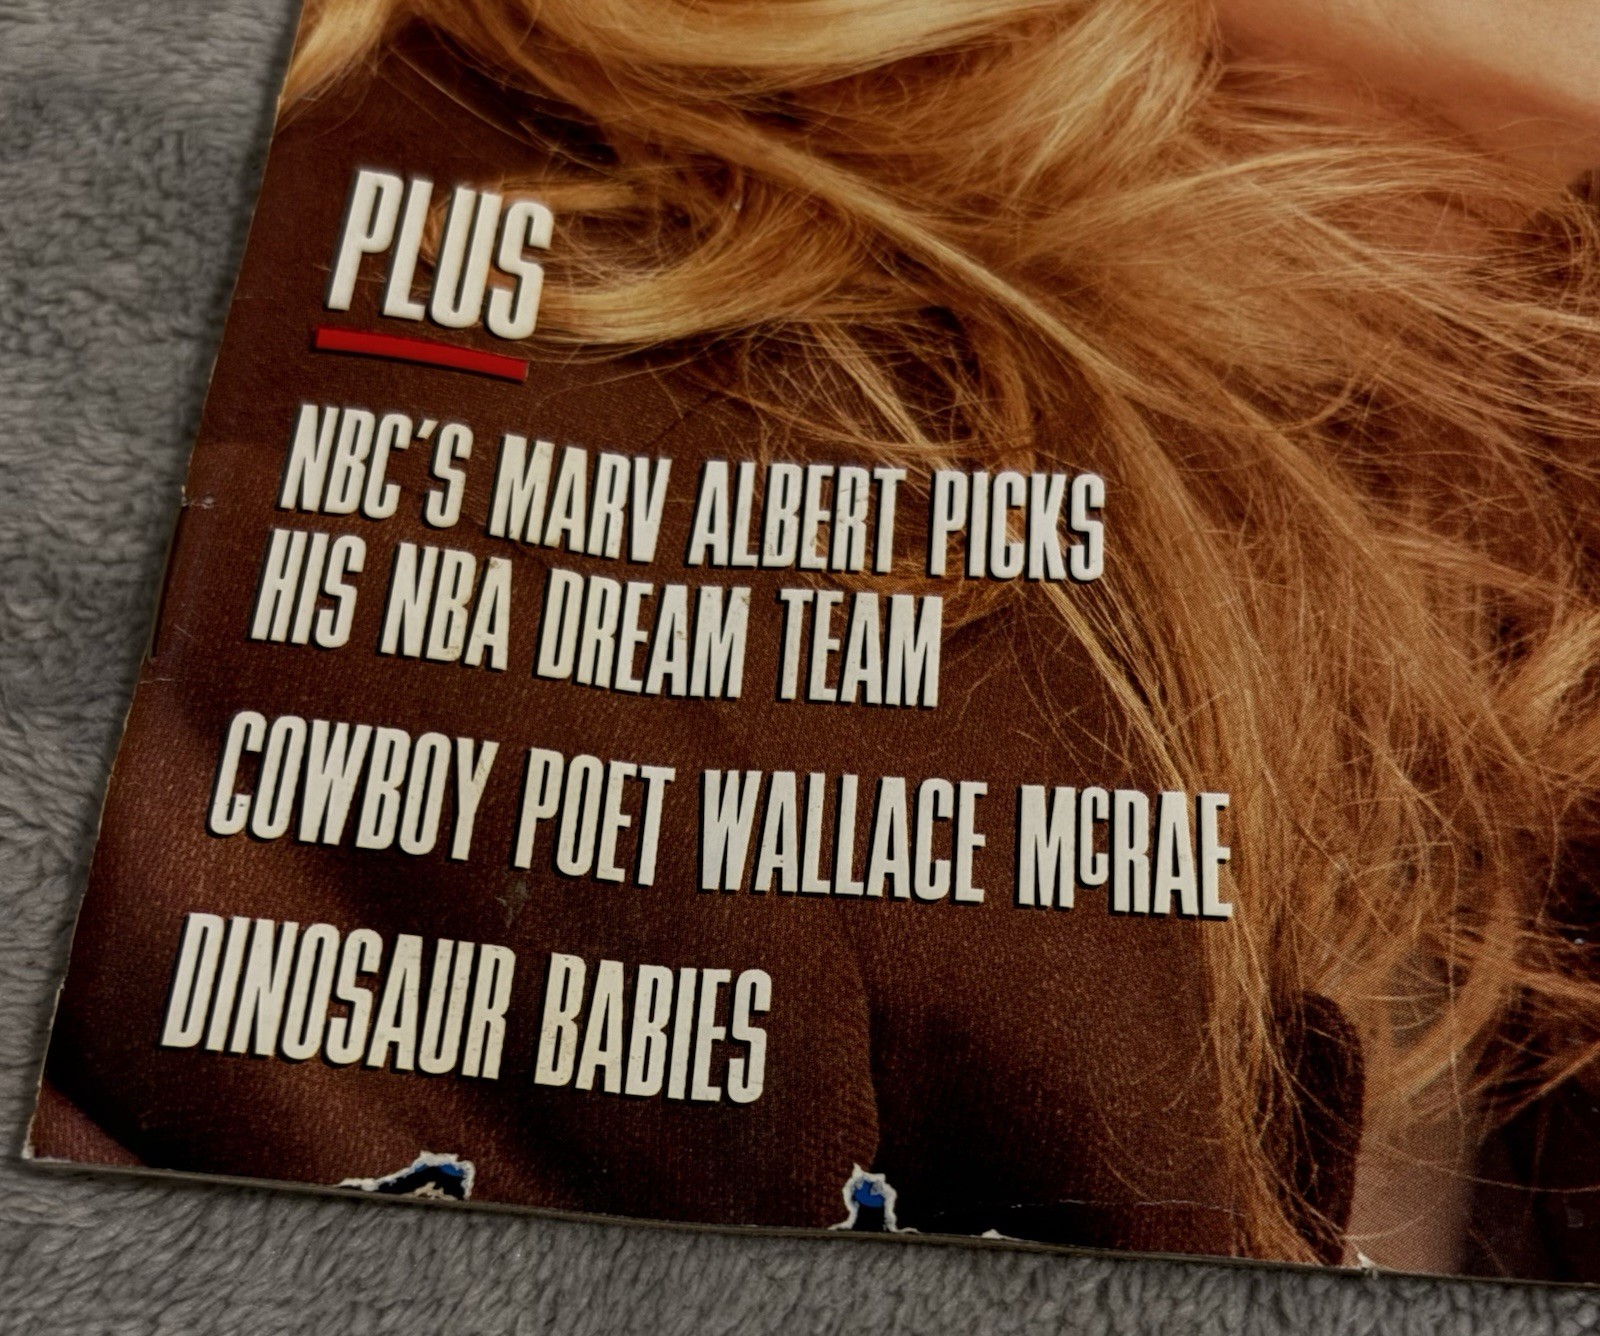 PLUS
NBC'S MARV ALBERT PICKS
HIS NBA DREAM TEAM
COWBOY POET WALLACE McRAE
DINOSAUR BABIES